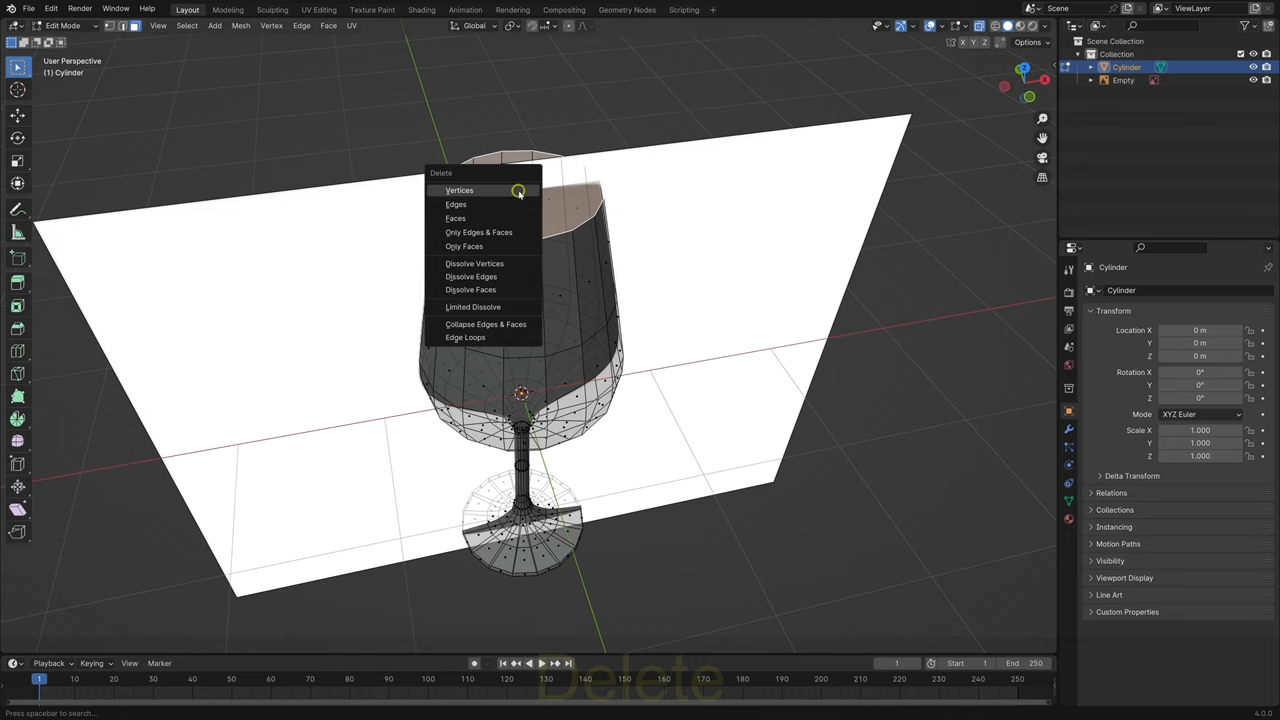 File Edit Render Window Help Layout Modeling Sculpting UV Editing Texture Paint Shading Animation Rendering Compositing Geometry Nodes Scripting + Scene ViewLayer
Edit Mode View Select Add Mesh Vertex Edge Face UV Global
X Y Z Options
User Perspective
(1) Cylinder
Scene Collection
Collection
Cylinder
Empty
Z
X
Delete
Vertices
Edges
Faces
Only Edges & Faces
Only Faces
Dissolve Vertices
Dissolve Edges
Dissolve Faces
Limited Dissolve
Collapse Edges & Faces
Edge Loops
Cylinder
Cylinder
Transform
Location X 0 m
Y 0 m
Z 0 m
Rotation X 0°
Y 0°
Z 0°
Mode XYZ Euler
Scale X 1.000
Y 1.000
Z 1.000
Delta Transform
Relations
Collections
Instancing
Motion Paths
Visibility
Viewport Display
Line Art
Custom Properties
Playback Keying View Marker 1 Start 1 End 250
1 10 20 30 40 50 60 70 80 90 100 110 120 130 140 150 160 170 180 190 200 210 220 230 240 250
Delete
Press spacebar to search... 4.0.0